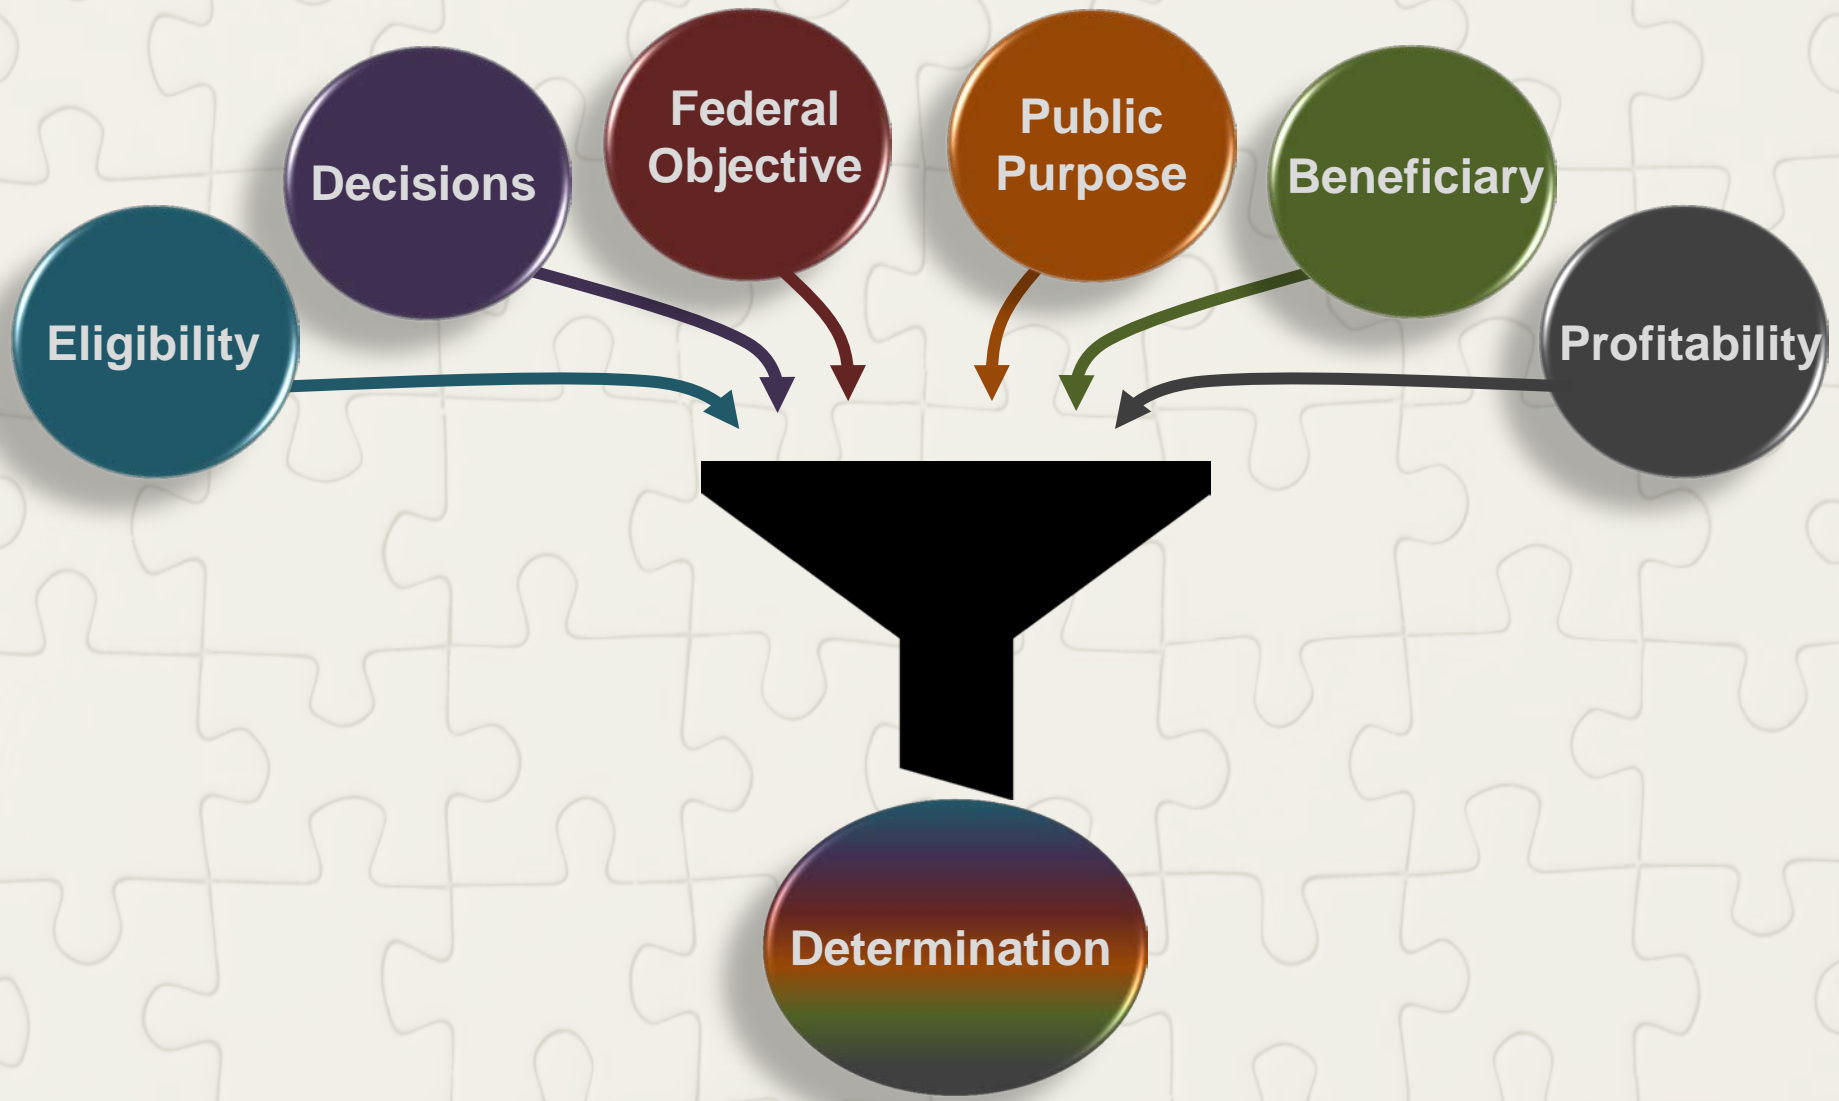 Eligibility
Decisions
Federal
Objective
Public
Purpose
Beneficiary
Profitability
Determination